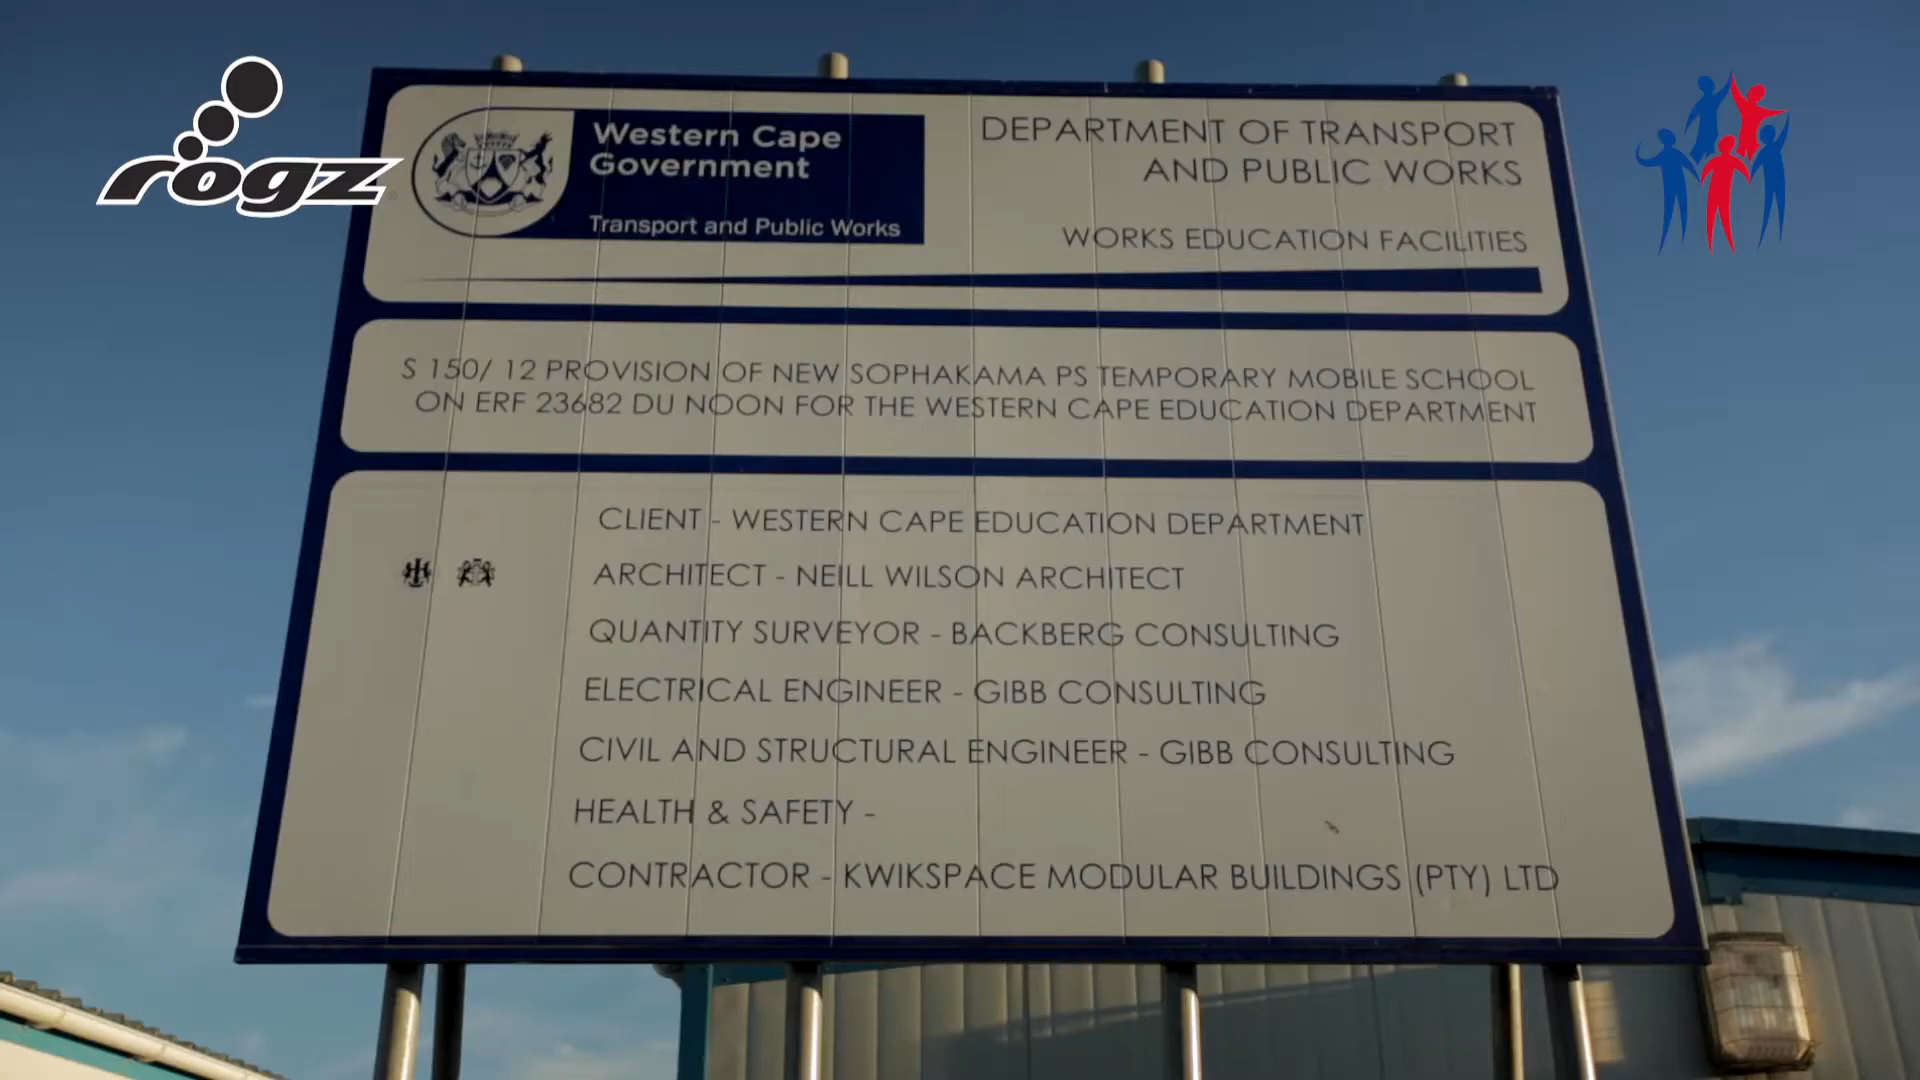 rogz
Western Cape
Government
Transport and Public Works
DEPARTMENT OF TRANSPORT
AND PUBLIC WORKS
WORKS EDUCATION FACILITIES
S 150/ 12 PROVISION OF NEW SOPHAKAMA PS TEMPORARY MOBILE SCHOOL
ON ERF 23682 DU NOON FOR THE WESTERN CAPE EDUCATION DEPARTMENT
CLIENT - WESTERN CAPE EDUCATION DEPARTMENT
ARCHITECT - NEILL WILSON ARCHITECT
QUANTITY SURVEYOR - BACKBERG CONSULTING
ELECTRICAL ENGINEER - GIBB CONSULTING
CIVIL AND STRUCTURAL ENGINEER - GIBB CONSULTING
HEALTH & SAFETY -
CONTRACTOR - KWIKSPACE MODULAR BUILDINGS (PTY) LTD